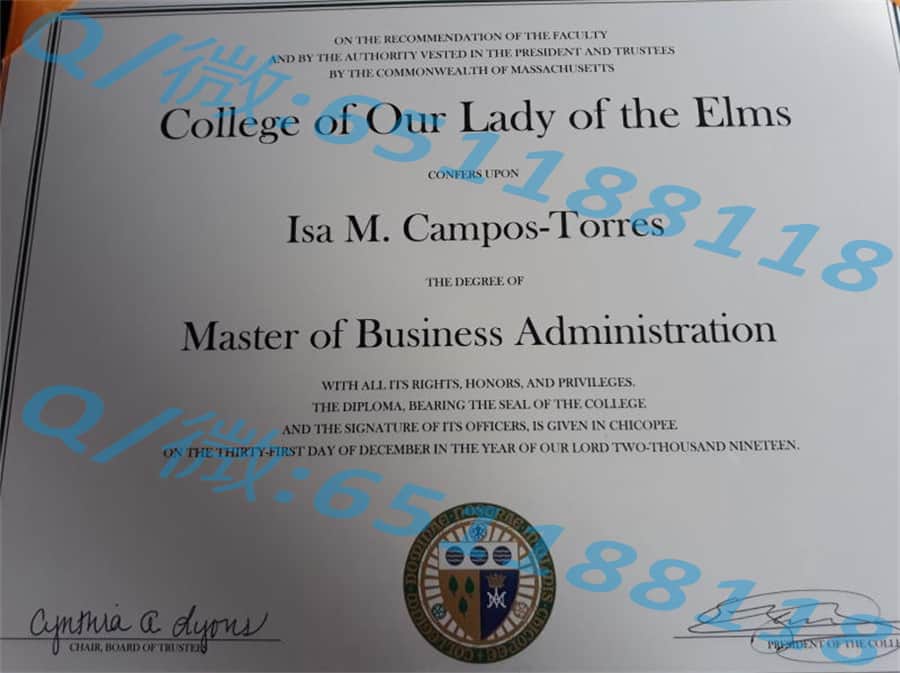 ON THE RECOMMENDATION OF THE FACULTY
AND BY THE AUTHORITY VESTED IN THE PRESIDENT AND TRUSTEES
BY THE COMMONWEALTH OF MASSACHUSETTS
College of Our Lady of the Elms
CONFERS UPON
Isa M. Campos-Torres
THE DEGREE OF
Master of Business Administration
WITH ALL ITS RIGHTS, HONORS, AND PRIVILEGES.
THE DIPLOMA, BEARING THE SEAL OF THE COLLEGE
AND THE SIGNATURE OF ITS OFFICERS, IS GIVEN IN CHICOPEE
ON THE THIRTY-FIRST DAY OF DECEMBER IN THE YEAR OF OUR LORD TWO-THOUSAND NINETEEN.
Cynthia A. Lyons
CHAIR, BOARD OF TRUSTEES
PRESIDENT OF THE COLLE
Q/微:651188118
Q/微:651188118